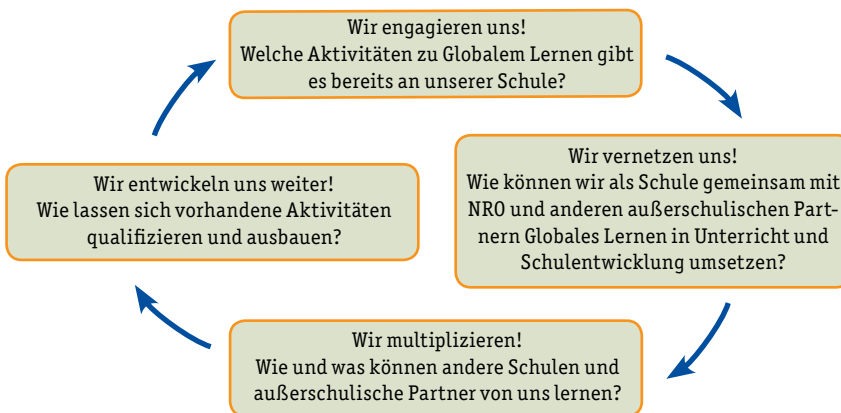 Wir engagieren uns!
Welche Aktivitäten zu Globalem Lernen gibt
es bereits an unserer Schule?
Wir vernetzen uns!
Wie können wir als Schule gemeinsam mit
NRO und anderen außerschulischen Part-
nern Globales Lernen in Unterricht und
Schulentwicklung umsetzen?
Wir multiplizieren!
Wie und was können andere Schulen und
außerschulische Partner von uns lernen?
Wir entwickeln uns weiter!
Wie lassen sich vorhandene Aktivitäten
qualifizieren und ausbauen?